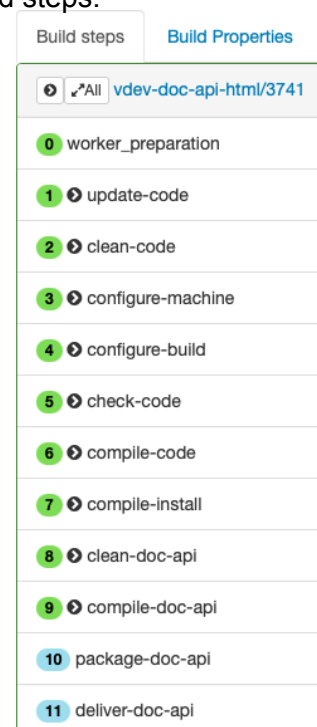 d steps.
Build steps Build Properties
All vdev-doc-api-html/3741
0 worker_preparation
1 update-code
2 clean-code
3 configure-machine
4 configure-build
5 check-code
6 compile-code
7 compile-install
8 clean-doc-api
9 compile-doc-api
10 package-doc-api
11 deliver-doc-api